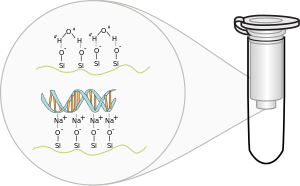 δ- O δ- O
H H H H
O- O- O- O-
Si Si Si Si
Na+ Na+ Na+ Na+
O- O- O- O-
Si Si Si Si